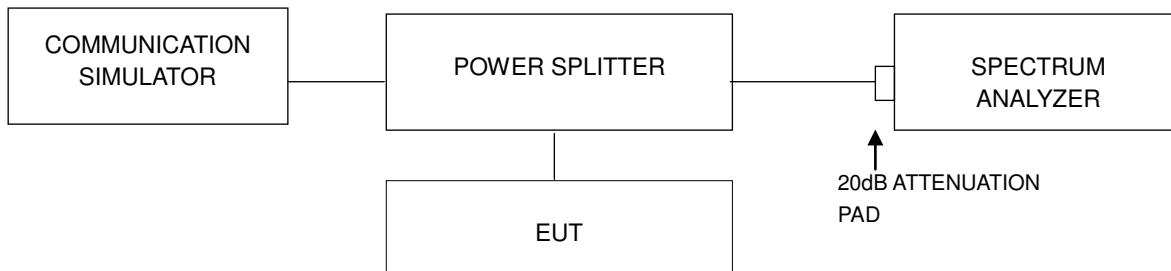 COMMUNICATION
SIMULATOR
POWER SPLITTER
SPECTRUM
ANALYZER
20dB ATTENUATION
PAD
EUT